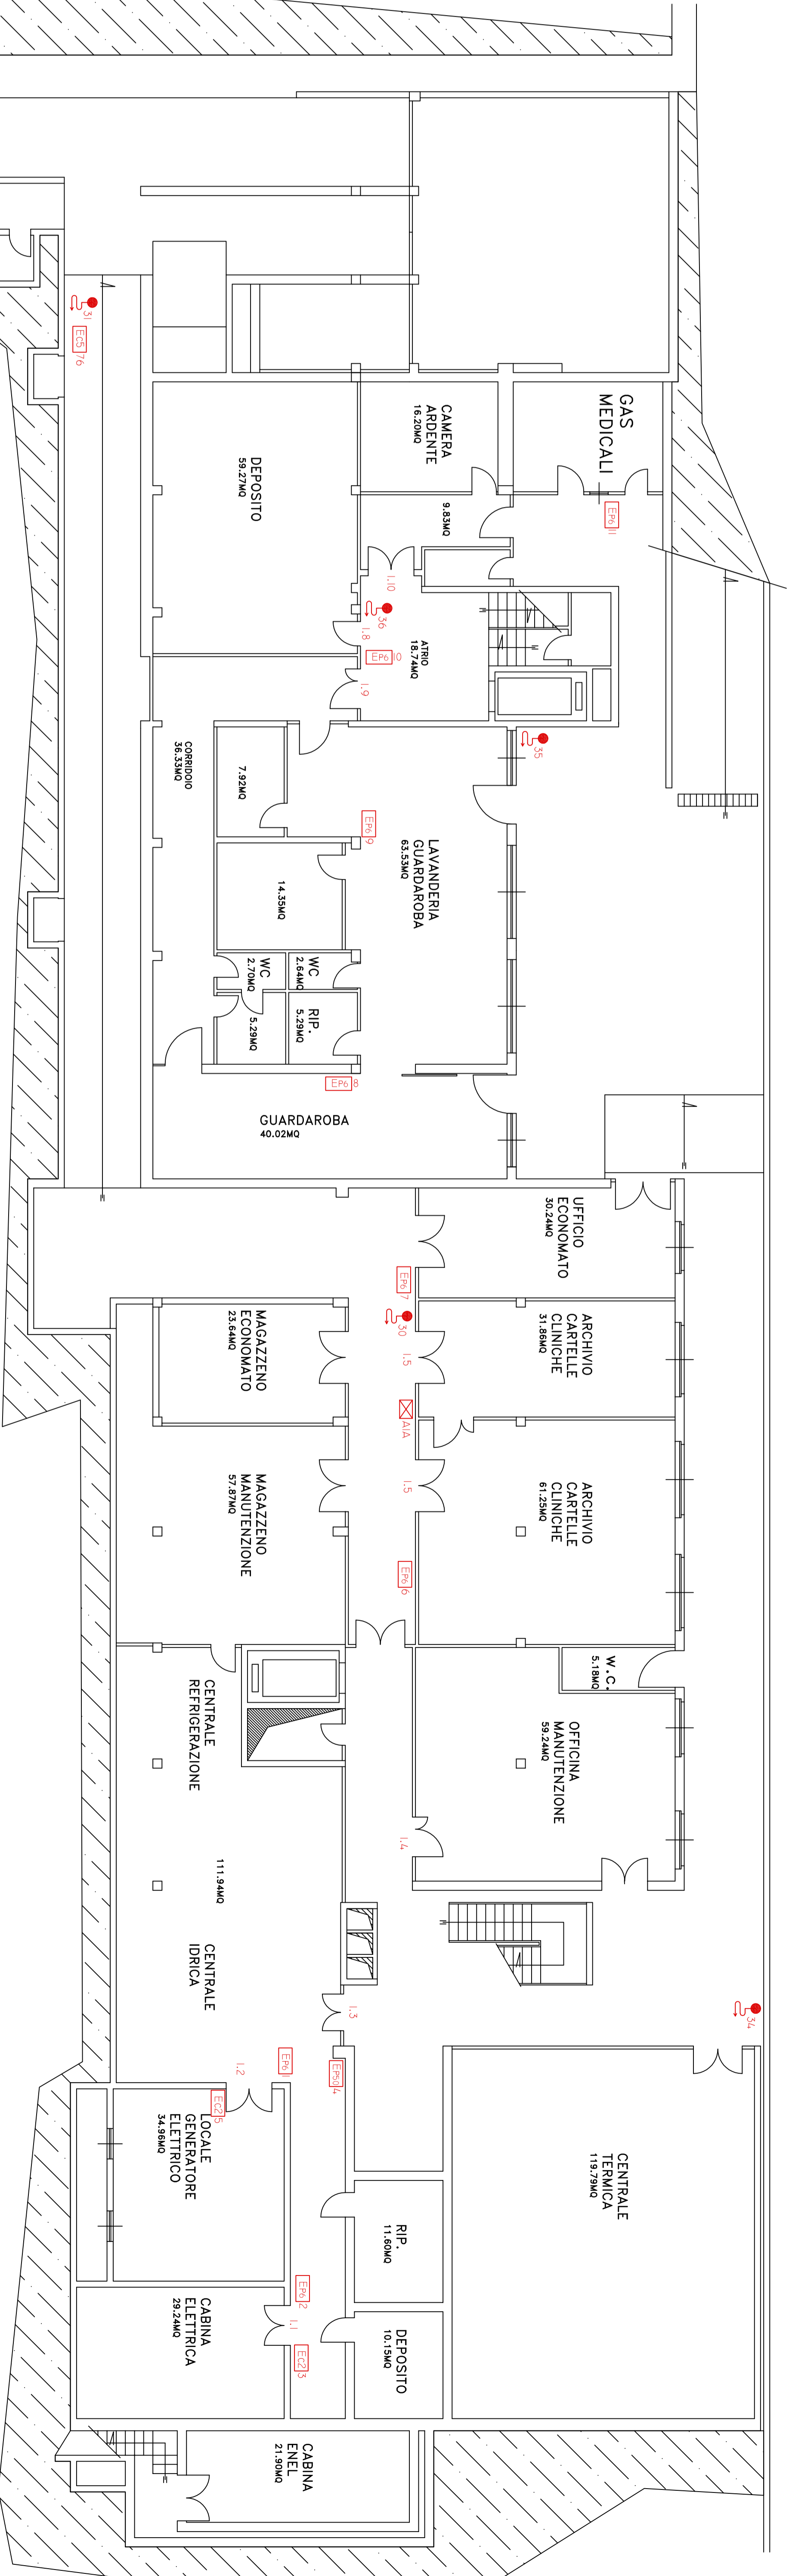 GAS
MEDICALI
CAMERA
ARDENTE
16.20MQ
DEPOSITO
59.27MQ
9.83MQ
ATRIO
18.74MQ
CORRIDOIO
36.33MQ
7.92MQ
14.35MQ
LAVANDERIA
GUARDAROBA
63.53MQ
WC
2.64MQ
WC
2.70MQ
RIP.
5.29MQ
5.29MQ
GUARDAROBA
40.02MQ
UFFICIO
ECONOMATO
30.24MQ
ARCHIVIO
CARTELLE
CLINICHE
31.86MQ
MAGAZZENO
ECONOMATO
23.64MQ
ARCHIVIO
CARTELLE
CLINICHE
61.25MQ
MAGAZZENO
MANUTENZIONE
57.87MQ
W.C.
5.18MQ
OFFICINA
MANUTENZIONE
59.24MQ
CENTRALE
REFRIGERAZIONE
111.94MQ
CENTRALE
IDRICA
CENTRALE
TERMICA
119.79MQ
LOCALE
GENERATORE
ELETTRICO
34.96MQ
RIP.
11.60MQ
CABINA
ELETTRICA
29.24MQ
DEPOSITO
10.15MQ
CABINA
ENEL
21.90MQ
31
EC5 76
EP6 11
1.10
36
1.8
EP6 10
1.9
35
EP6 9
EP6 8
EP6 7
30
1.5
A1A
1.5
EP6 6
1.4
34
1.3
EP6 1
EP50 4
1.2
EC2 5
EP6 2
1.1
EC2 3